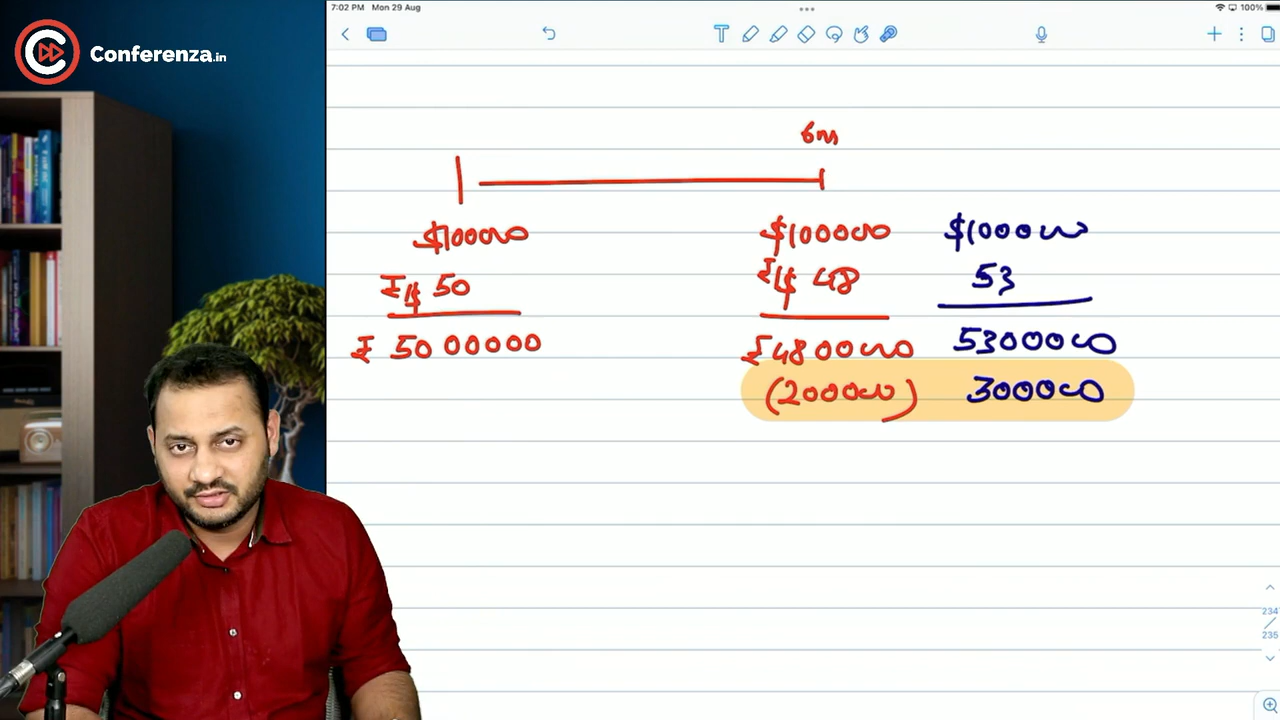 7:02 PM Mon 29 Aug
100%
Conferenza.in
T
6m
$100000 $100000 $100000
₹/$ 50 ₹/$ 48 53
₹ 5000000 ₹4800000 5300000
(200000) 300000
234
235